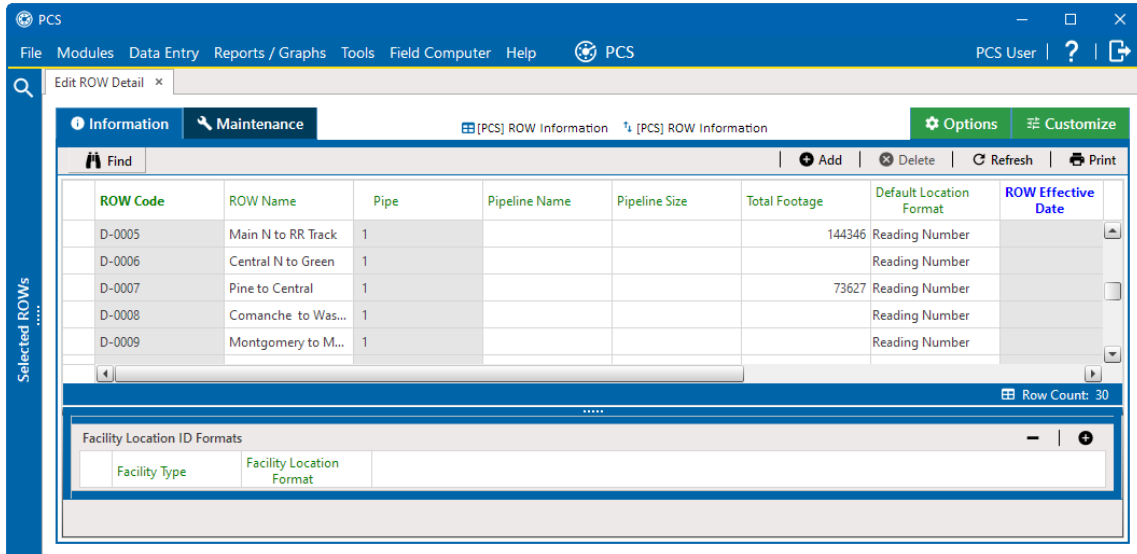 PCS
File Modules Data Entry Reports / Graphs Tools Field Computer Help PCS PCS User | ? |
Edit ROW Detail ×
Information Maintenance [PCS] ROW Information [PCS] ROW Information Options Customize
Find | Add | Delete | Refresh | Print
ROW Code ROW Name Pipe Pipeline Name Pipeline Size Total Footage Default Location Format ROW Effective Date
D-0005 Main N to RR Track 1 144346 Reading Number
D-0006 Central N to Green 1 Reading Number
D-0007 Pine to Central 1 73627 Reading Number
D-0008 Comanche to Was... 1 Reading Number
D-0009 Montgomery to M... 1 Reading Number
Selected ROWs
Row Count: 30
Facility Location ID Formats
Facility Type Facility Location Format